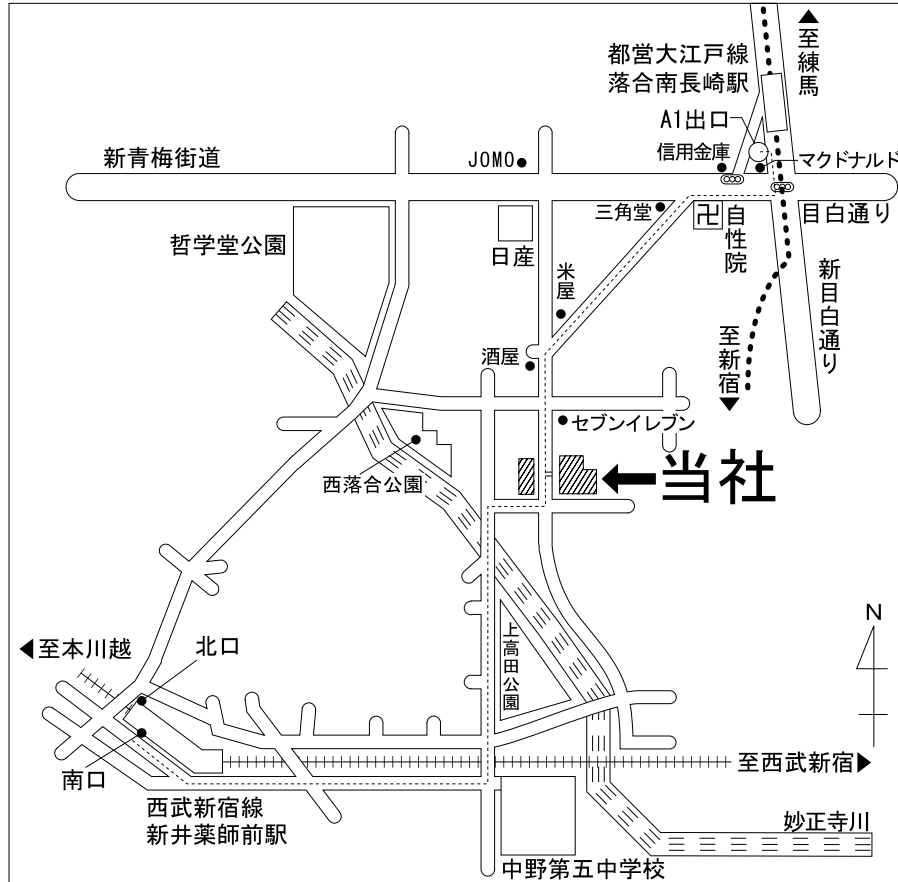 至練馬
都営大江戸線
落合南長崎駅
A1出口
新青梅街道
JOMO
信用金庫
マクドナルド
三角堂
卍
自性院
目白通り
哲学堂公園
日産
米屋
新目白通り
酒屋
至新宿
セブンイレブン
西落合公園
当社
N
上高田公園
至本川越
北口
南口
至西武新宿
西武新宿線
新井薬師前駅
妙正寺川
中野第五中学校